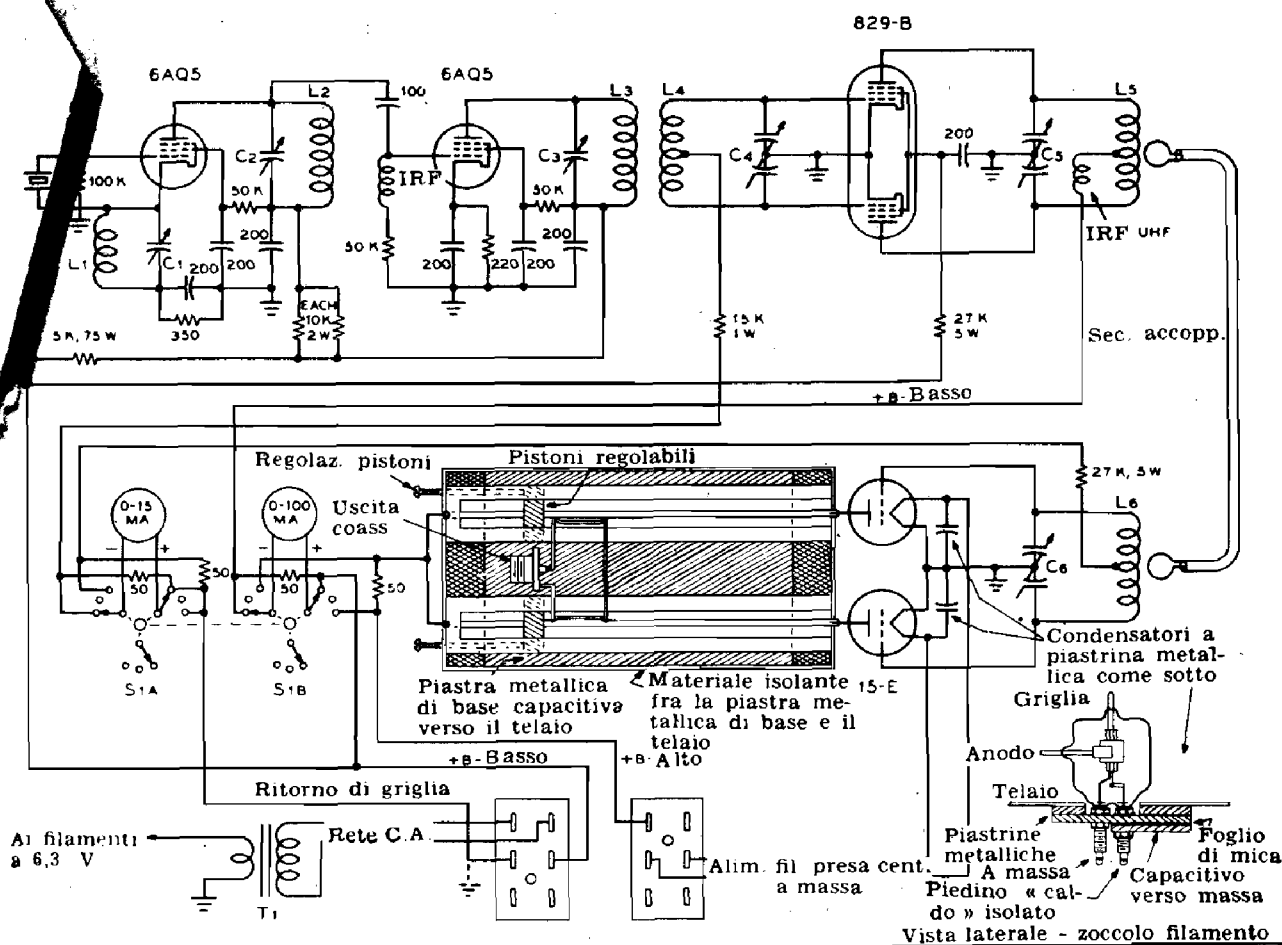 829-B
6AQ5
6AQ5
L2
100
L3
L4
L5
C2
C3
C4
200
C5
100 K
IRF
50 K
50 K
IRF UHF
L1
C1
200
200
200
50 K
200
220
200
200
350
EACH
10K
2W
15 K
1W
27 K
5W
5 K, 75 W
Sec. accopp.
+B-Basso
Regolaz. pistoni
Pistoni regolabili
27 K, 5W
0-15
MA
0-100
MA
Uscita
coass
L6
- +
- +
50
50
50
50
C6
S1A
S1B
Piastra metallica
di base capacitiva
verso il telaio
Materiale isolante
fra la piastra me-
tallica di base e il
telaio
15-E
Condensatori a
piastrina metal-
lica come sotto
Griglia
Anodo
+B-Basso
+B-Alto
Ritorno di griglia
Telaio
Ai filamenti
a 6,3 V
Rete C.A.
T1
Alim. fil presa cent.
a massa
Piastrine
metalliche
A massa
Piedino « cal-
do » isolato
Foglio
di mica
Capacitivo
verso massa
Vista laterale - zoccolo filamento